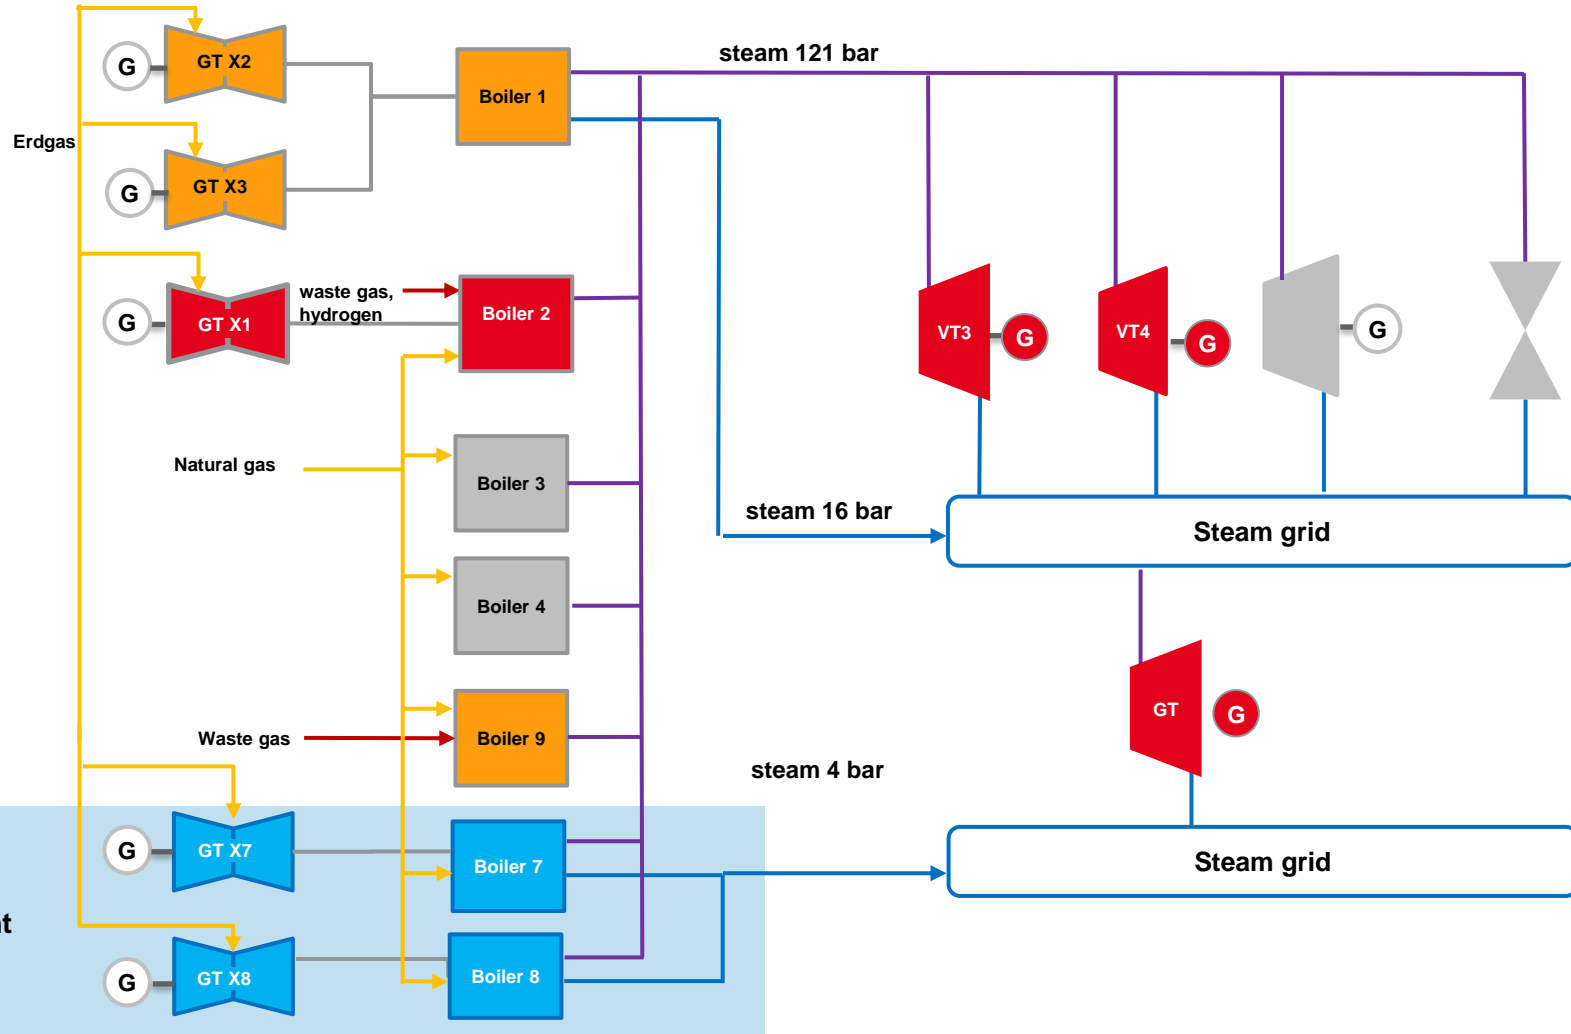 steam 121 bar
G
GT X2
Boiler 1
Erdgas
G
GT X3
G
GT X1
waste gas,
hydrogen
Boiler 2
VT3
G
VT4
G
G
Natural gas
Boiler 3
steam 16 bar
Steam grid
Boiler 4
GT
G
Waste gas
Boiler 9
steam 4 bar
G
GT X7
Boiler 7
Steam grid
G
GT X8
Boiler 8